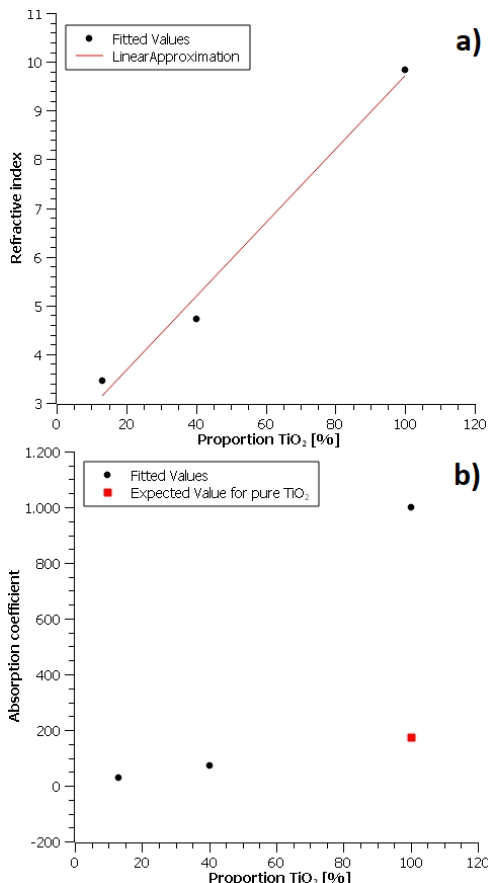 a)
Fitted Values
LinearApproximation
Refractive index
11
10
9
8
7
6
5
4
3
0 20 40 60 80 100 120
Proportion TiO₂ [%]
b)
Fitted Values
Expected Value for pure TiO₂
Absorption coefficient
1.200
1.000
800
600
400
200
0
-200
0 20 40 60 80 100 120
Proportion TiO₂ [%]